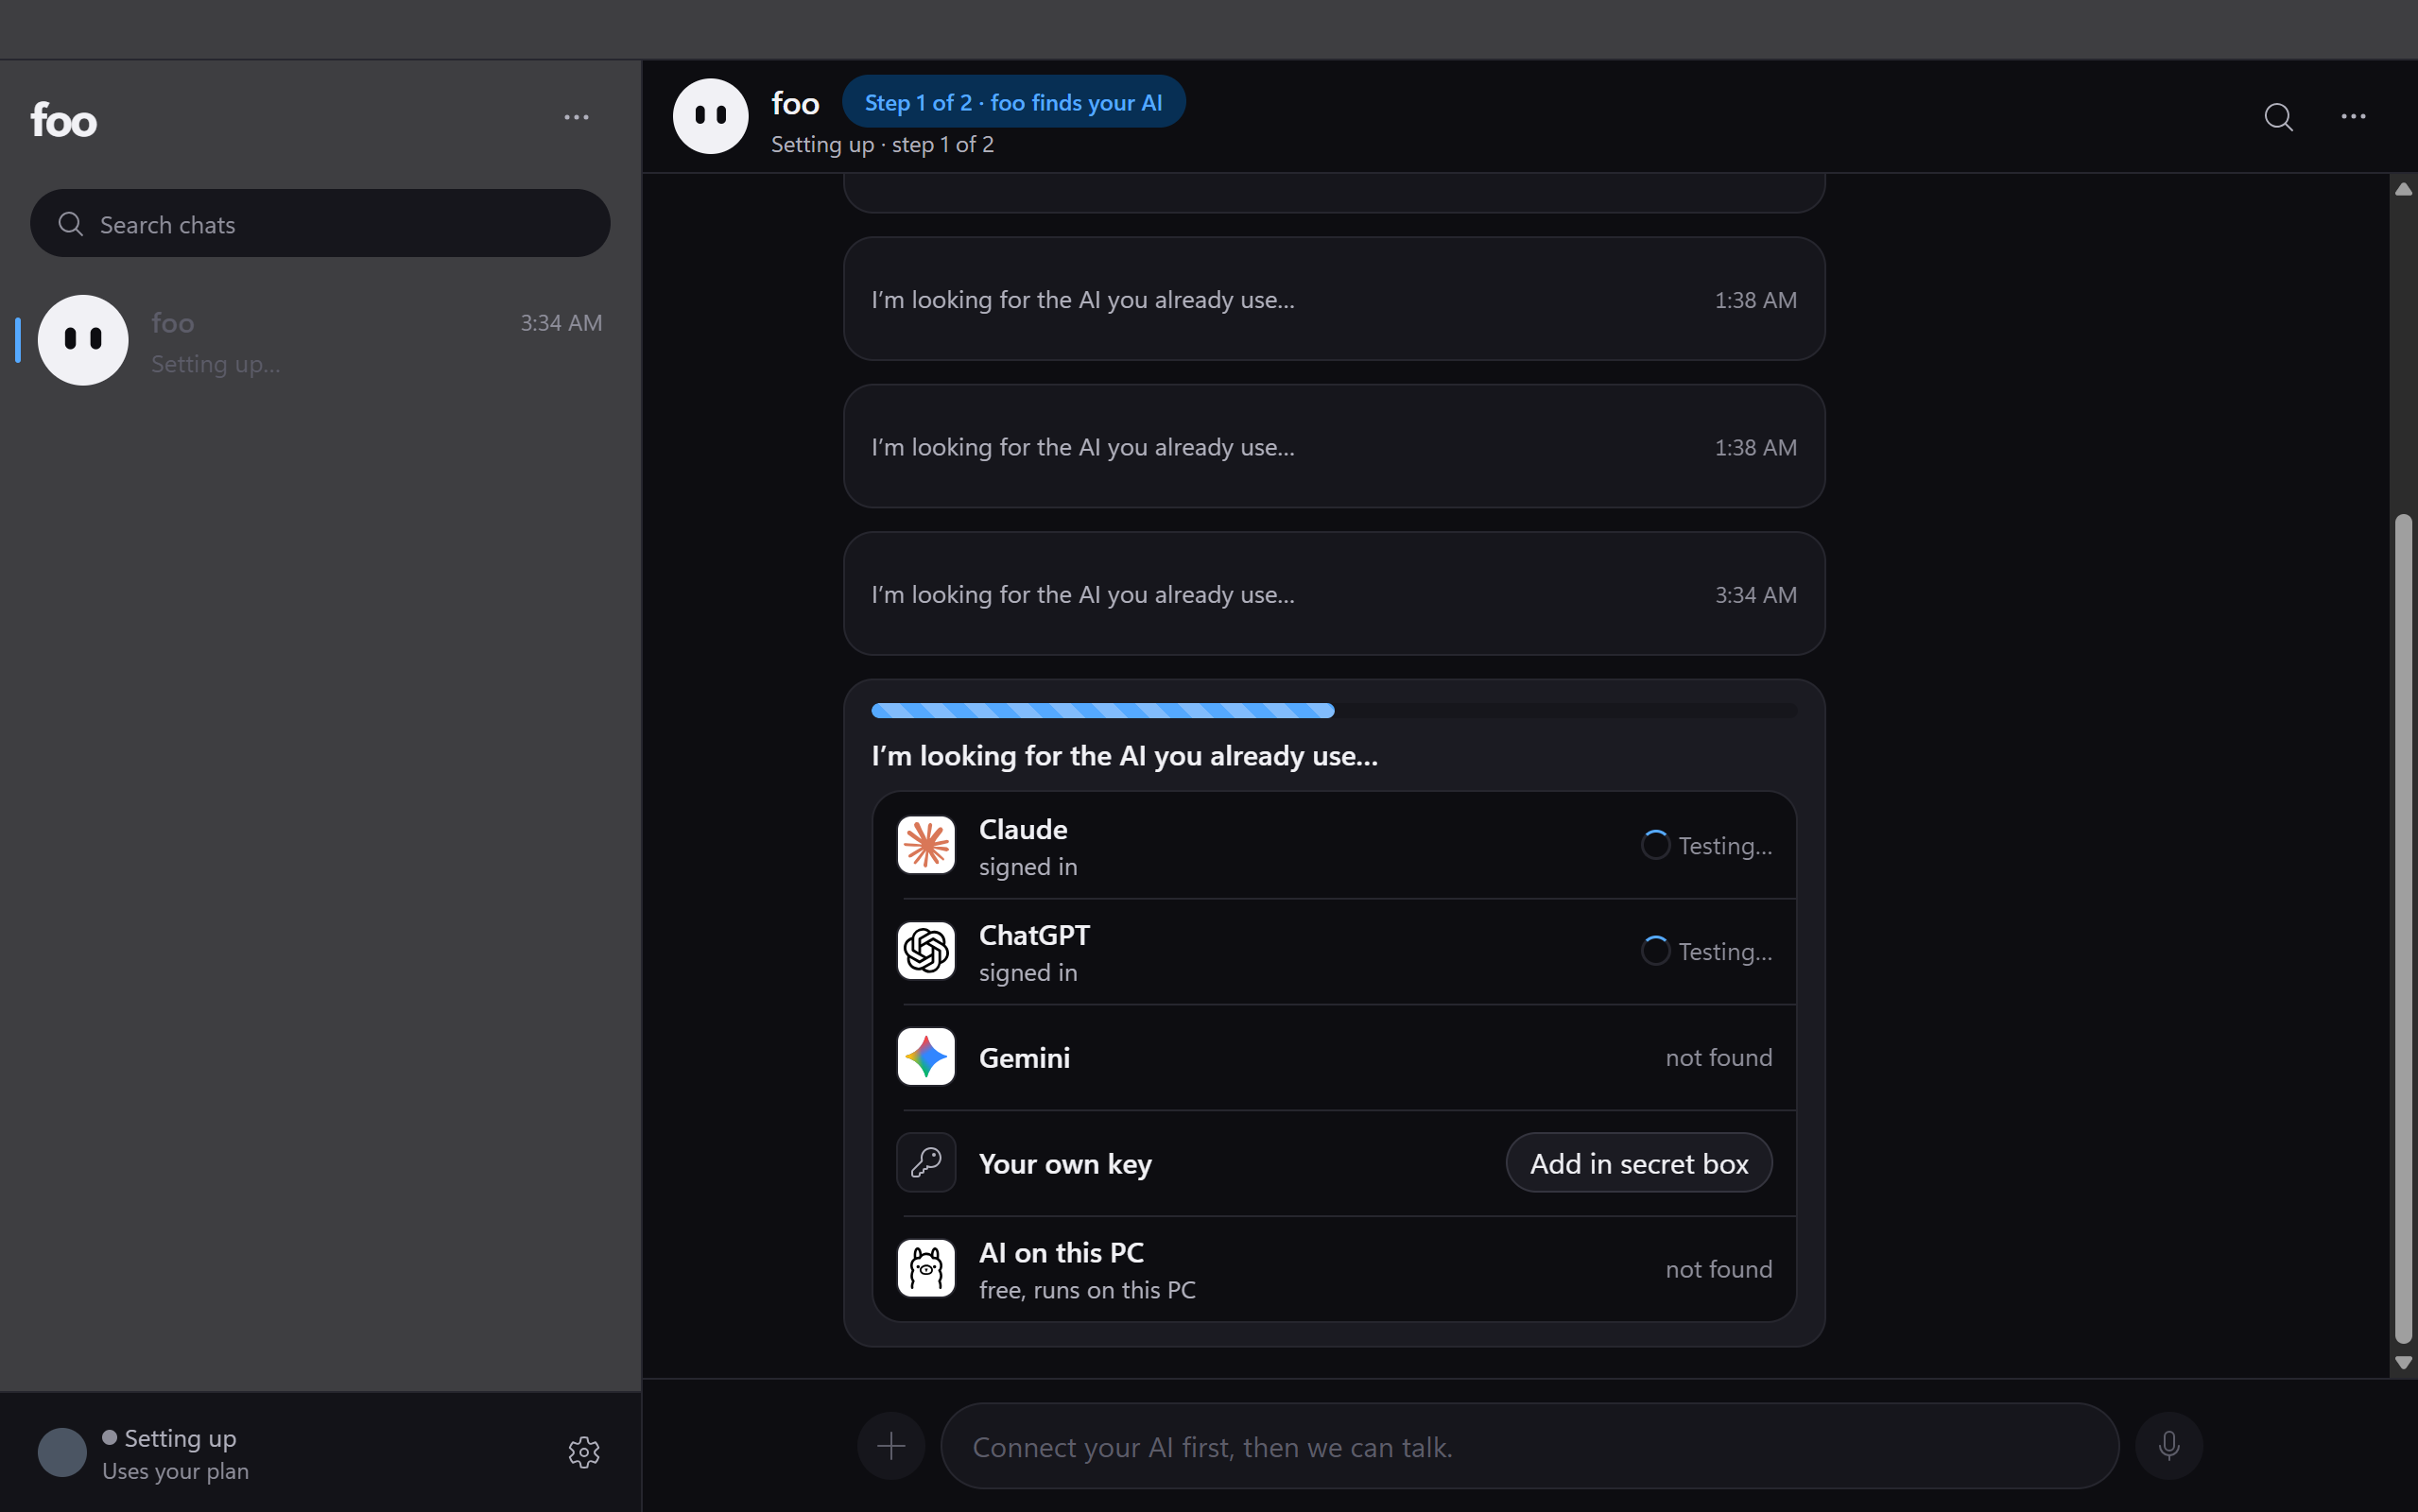 foo
Search chats
foo
3:34 AM
Setting up...
Setting up
Uses your plan
foo
Step 1 of 2 · foo finds your AI
Setting up · step 1 of 2
I’m looking for the AI you already use... 1:38 AM
I’m looking for the AI you already use... 1:38 AM
I’m looking for the AI you already use... 3:34 AM
I’m looking for the AI you already use...
Claude
signed in
Testing...
ChatGPT
signed in
Testing...
Gemini
not found
Your own key
Add in secret box
AI on this PC
free, runs on this PC
not found
Connect your AI first, then we can talk.